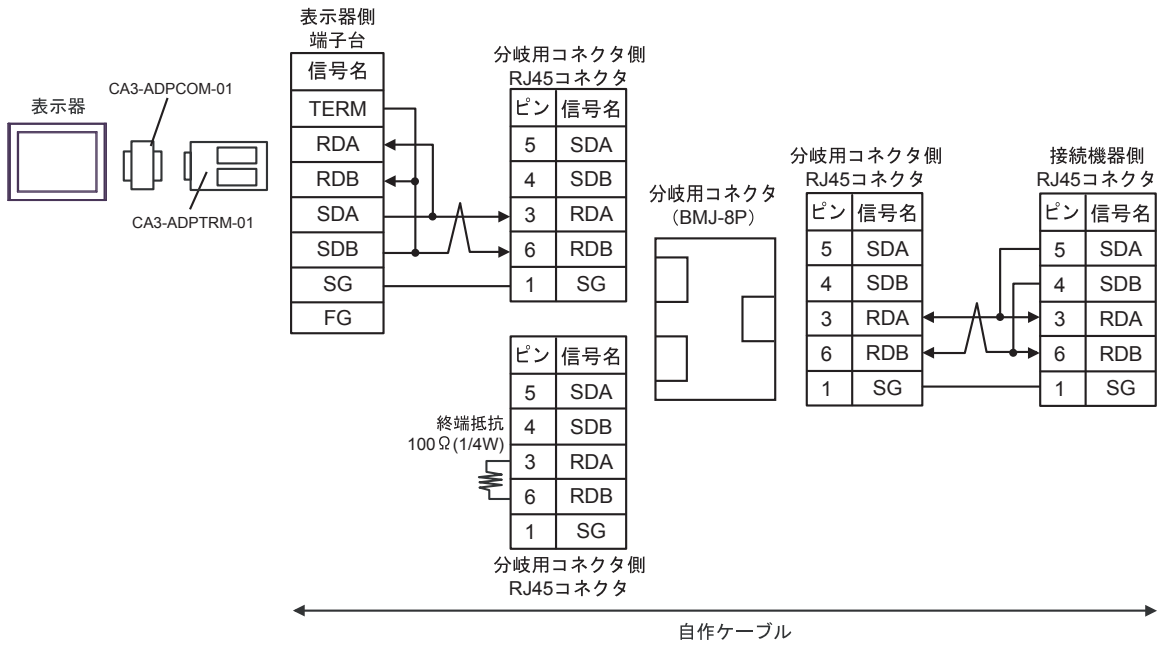 表示器
CA3-ADPCOM-01
CA3-ADPTRM-01
表示器側
端子台
信号名
TERM
RDA
RDB
SDA
SDB
SG
FG
分岐用コネクタ側
RJ45コネクタ
ピン 信号名
5 SDA
4 SDB
3 RDA
6 RDB
1 SG
終端抵抗
100Ω(1/4W)
ピン 信号名
5 SDA
4 SDB
3 RDA
6 RDB
1 SG
分岐用コネクタ側
RJ45コネクタ
分岐用コネクタ
（BMJ-8P）
分岐用コネクタ側
RJ45コネクタ
ピン 信号名
5 SDA
4 SDB
3 RDA
6 RDB
1 SG
接続機器側
RJ45コネクタ
ピン 信号名
5 SDA
4 SDB
3 RDA
6 RDB
1 SG
自作ケーブル